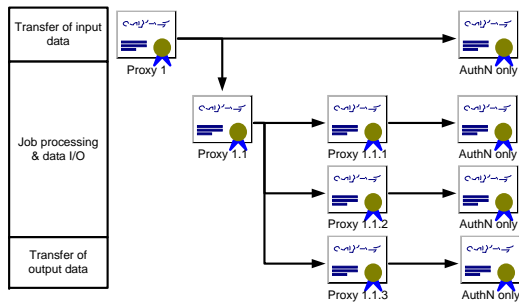 Transfer of input
data
Proxy 1
AuthN only
Job processing
& data I/O
Proxy 1.1
Proxy 1.1.1
AuthN only
Proxy 1.1.2
AuthN only
Transfer of
output data
Proxy 1.1.3
AuthN only